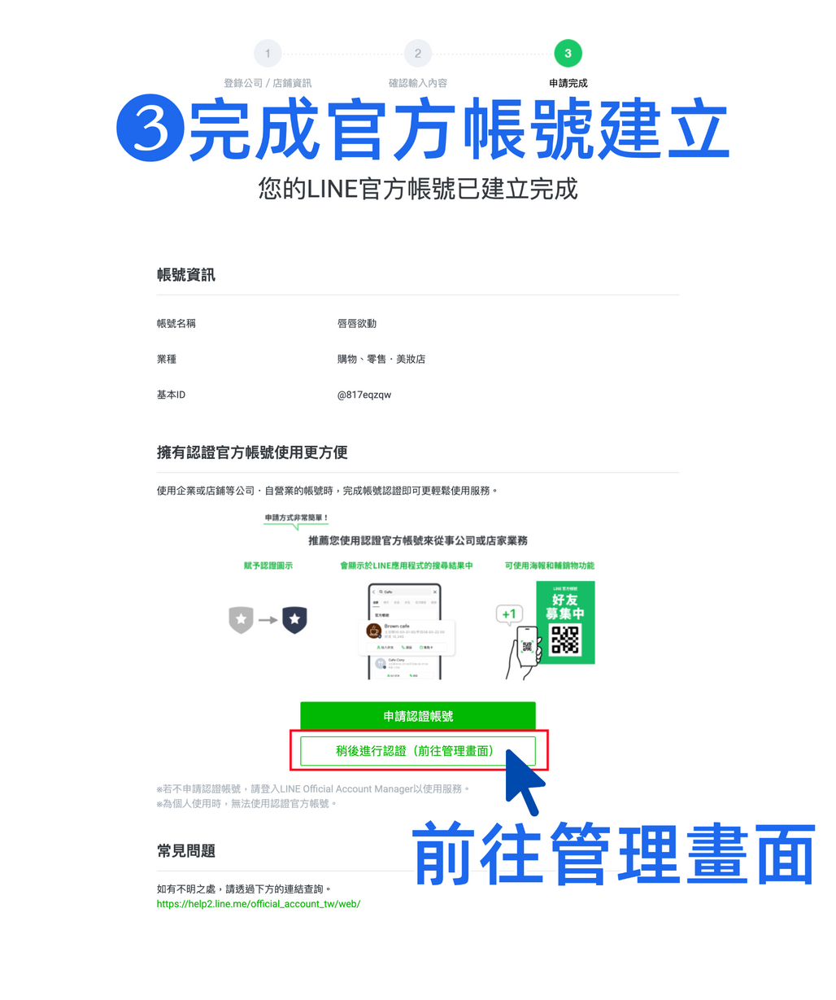 1
2
3
登錄公司 / 店鋪資訊
確認輸入內容
申請完成
3完成官方帳號建立
您的LINE官方帳號已建立完成
帳號資訊
帳號名稱 唇唇欲動
業種 購物、零售．美妝店
基本ID @817eqzqw
擁有認證官方帳號使用更方便
使用企業或店鋪等公司．自營業的帳號時，完成帳號認證即可更輕鬆使用服務。
申請方式非常簡單！
推薦您使用認證官方帳號來從事公司或店家業務
賦予認證圖示
會顯示於LINE應用程式的搜尋結果中
可使用海報和輔銷物功能
Cafe
官方帳號
Brown cafe
Cafe Cony
+1
LINE 官方帳號
好友
募集中
申請認證帳號
稍後進行認證（前往管理畫面）
※若不申請認證帳號，請登入LINE Official Account Manager以使用服務。
※為個人使用時，無法使用認證官方帳號。
前往管理畫面
常見問題
如有不明之處，請透過下方的連結查詢。
https://help2.line.me/official_account_tw/web/